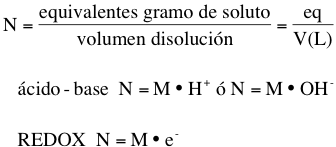 N = equivalentes gramo de soluto / volumen disolución = eq / V(L)
ácido - base N = M • H⁺ ó N = M • OH⁻
REDOX N = M • e⁻